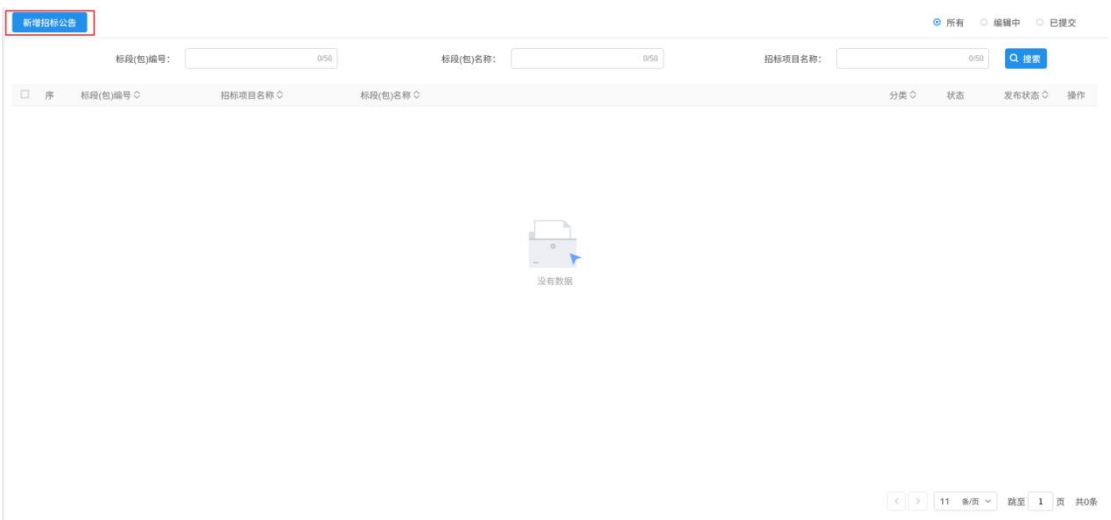 新增招标公告 所有 编辑中 已提交
标段(包)编号： 0/50 标段(包)名称： 0/50 招标项目名称： 0/50 搜索
序 标段(包)编号 招标项目名称 标段(包)名称 分类 状态 发布状态 操作
没有数据
11 条/页 跳至 1 页 共0条